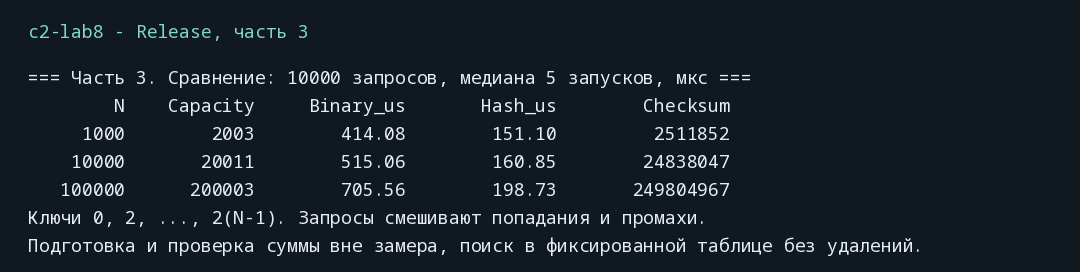 c2-lab8 - Release, часть 3
=== Часть 3. Сравнение: 10000 запросов, медиана 5 запусков, мкс ===
N Capacity Binary_us Hash_us Checksum
1000 2003 414.08 151.10 2511852
10000 20011 515.06 160.85 24838047
100000 200003 705.56 198.73 249804967
Ключи 0, 2, ..., 2(N-1). Запросы смешивают попадания и промахи.
Подготовка и проверка суммы вне замера, поиск в фиксированной таблице без удалений.